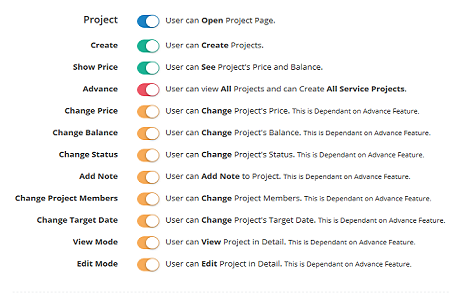 Project User can Open Project Page.
Create User can Create Projects.
Show Price User can See Project's Price and Balance.
Advance User can view All Projects and can Create All Service Projects.
Change Price User can Change Project's Price. This is Dependant on Advance Feature.
Change Balance User can Change Project's Balance. This is Dependant on Advance Feature.
Change Status User can Change Project's Status. This is Dependant on Advance Feature.
Add Note User can Add Note to Project. This is Dependant on Advance Feature.
Change Project Members User can Change Project Members. This is Dependant on Advance Feature.
Change Target Date User can Change Project's Target Date. This is Dependant on Advance Feature.
View Mode User can View Project in Detail. This is Dependant on Advance Feature.
Edit Mode User can Edit Project in Detail. This is Dependant on Advance Feature.